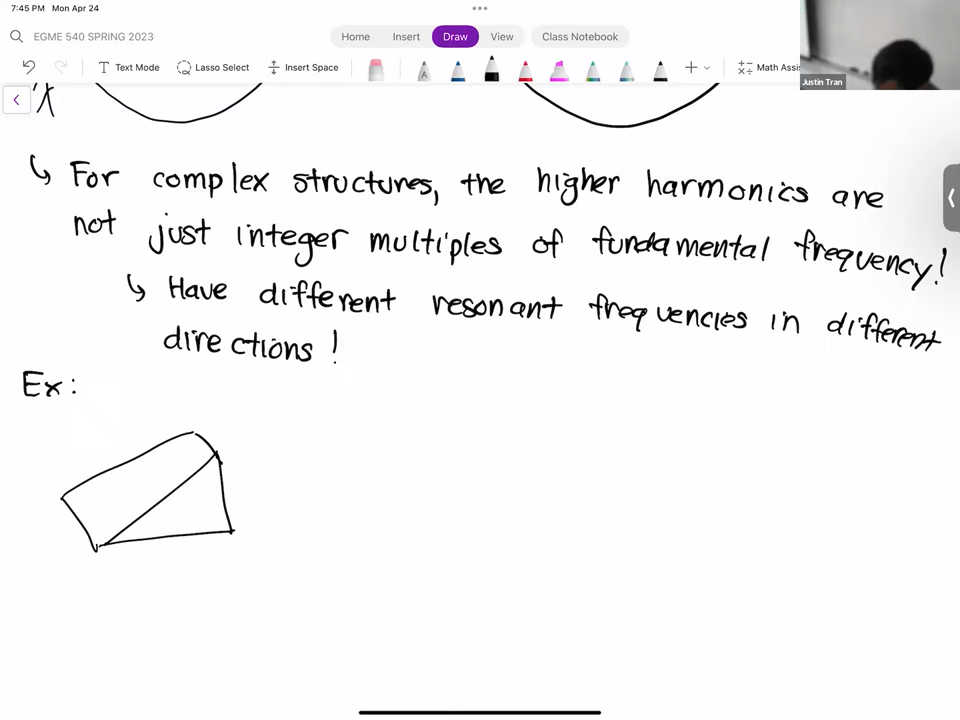 7:45 PM Mon Apr 24
EGME 540 SPRING 2023
Home Insert Draw View Class Notebook
Text Mode Lasso Select Insert Space Math Assis
Justin Tran
For complex structures, the higher harmonics are
not just integer multiples of fundamental frequency!
Have different resonant frequencies in different
directions!
Ex: